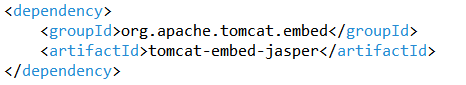 <dependency>
    <groupId>org.apache.tomcat.embed</groupId>
    <artifactId>tomcat-embed-jasper</artifactId>
</dependency>